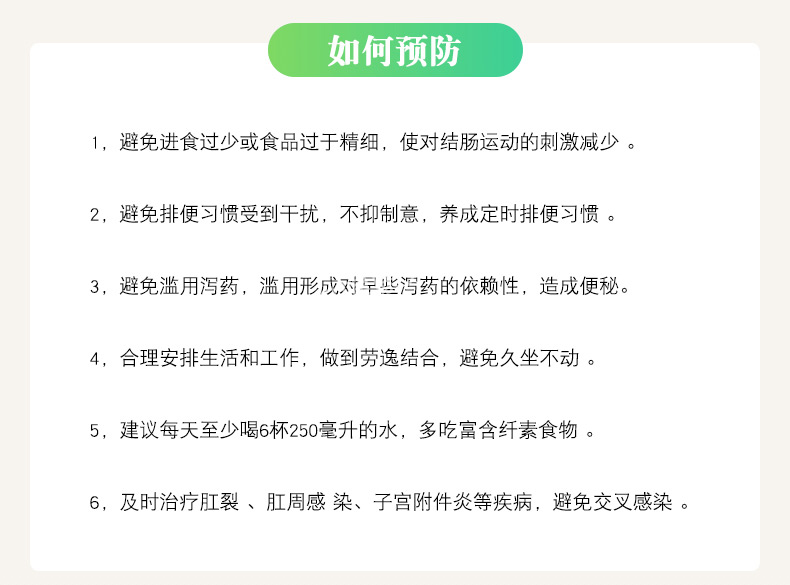 如何预防
1，避免进食过少或食品过于精细，使对结肠运动的刺激减少 。
2，避免排便习惯受到干扰，不抑制意，养成定时排便习惯 。
3，避免滥用泻药，滥用形成对早些泻药的依赖性，造成便秘。
4，合理安排生活和工作，做到劳逸结合，避免久坐不动 。
5，建议每天至少喝6杯250毫升的水，多吃富含纤素食物 。
6，及时治疗肛裂 、肛周感 染、子宫附件炎等疾病，避免交叉感染 。